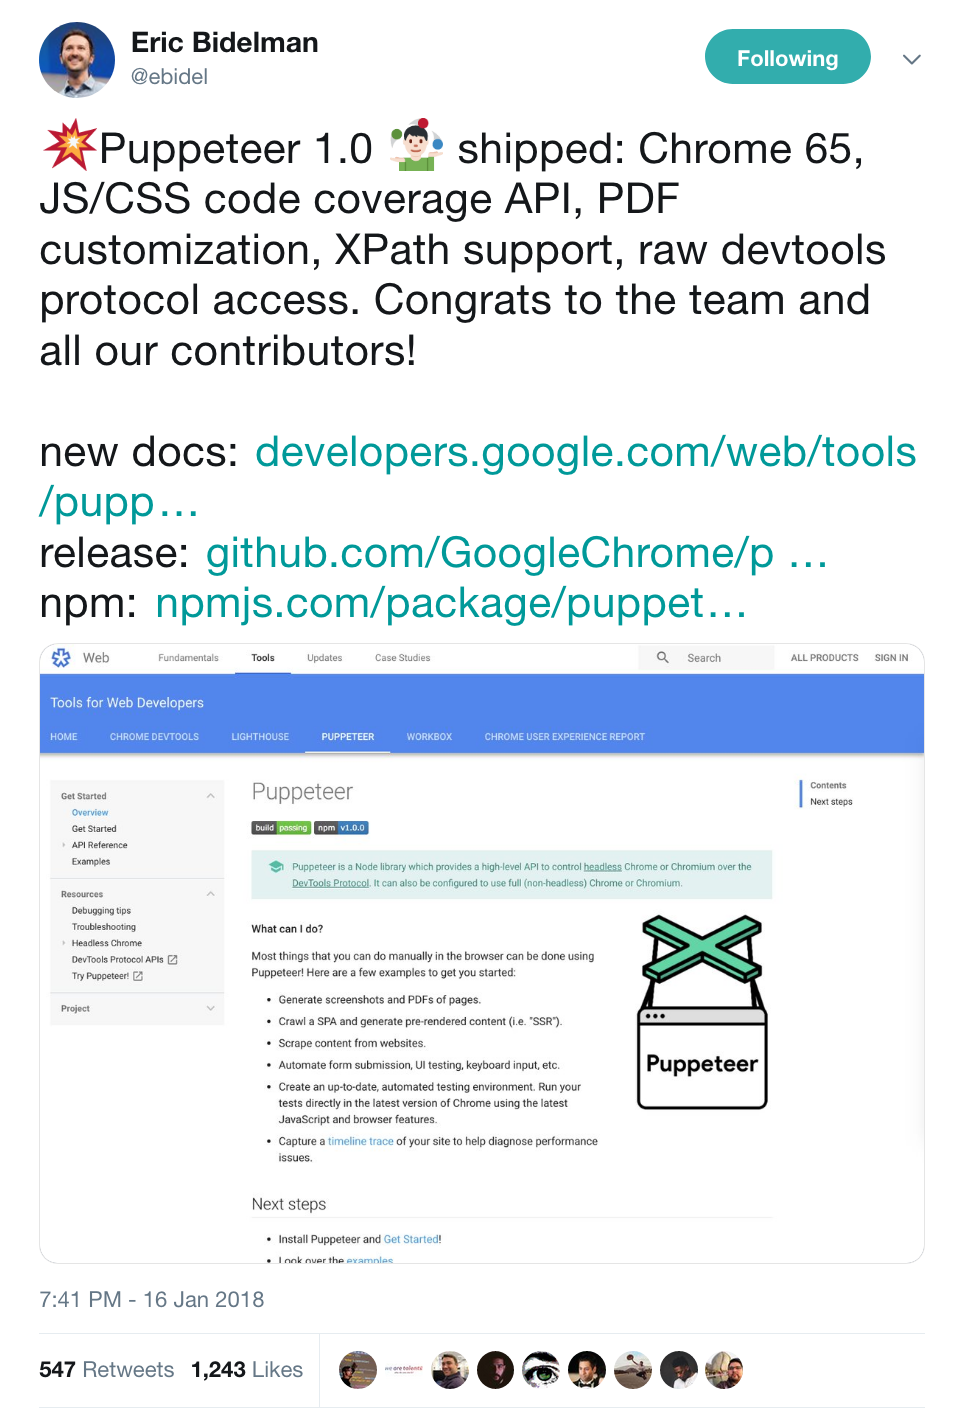 Eric Bidelman
@ebidel
Following
💥Puppeteer 1.0 🤹🏻‍♂️ shipped: Chrome 65,
JS/CSS code coverage API, PDF
customization, XPath support, raw devtools
protocol access. Congrats to the team and
all our contributors!
new docs: developers.google.com/web/tools
/pupp…
release: github.com/GoogleChrome/p …
npm: npmjs.com/package/puppet…
Web Fundamentals Tools Updates Case Studies Search ALL PRODUCTS SIGN IN
Tools for Web Developers
HOME CHROME DEVTOOLS LIGHTHOUSE PUPPETEER WORKBOX CHROME USER EXPERIENCE REPORT
Get Started
Overview
Get Started
API Reference
Examples
Resources
Debugging tips
Troubleshooting
Headless Chrome
DevTools Protocol APIs
Try Puppeteer!
Project
Puppeteer
build passing npm v1.0.0
Puppeteer is a Node library which provides a high-level API to control headless Chrome or Chromium over the
DevTools Protocol. It can also be configured to use full (non-headless) Chrome or Chromium.
What can I do?
Most things that you can do manually in the browser can be done using
Puppeteer! Here are a few examples to get you started:
• Generate screenshots and PDFs of pages.
• Crawl a SPA and generate pre-rendered content (i.e. "SSR").
• Scrape content from websites.
• Automate form submission, UI testing, keyboard input, etc.
• Create an up-to-date, automated testing environment. Run your
tests directly in the latest version of Chrome using the latest
JavaScript and browser features.
• Capture a timeline trace of your site to help diagnose performance
issues.
Puppeteer
Contents
Next steps
Next steps
• Install Puppeteer and Get Started!
• Look over the examples
7:41 PM - 16 Jan 2018
547 Retweets 1,243 Likes
we are talents